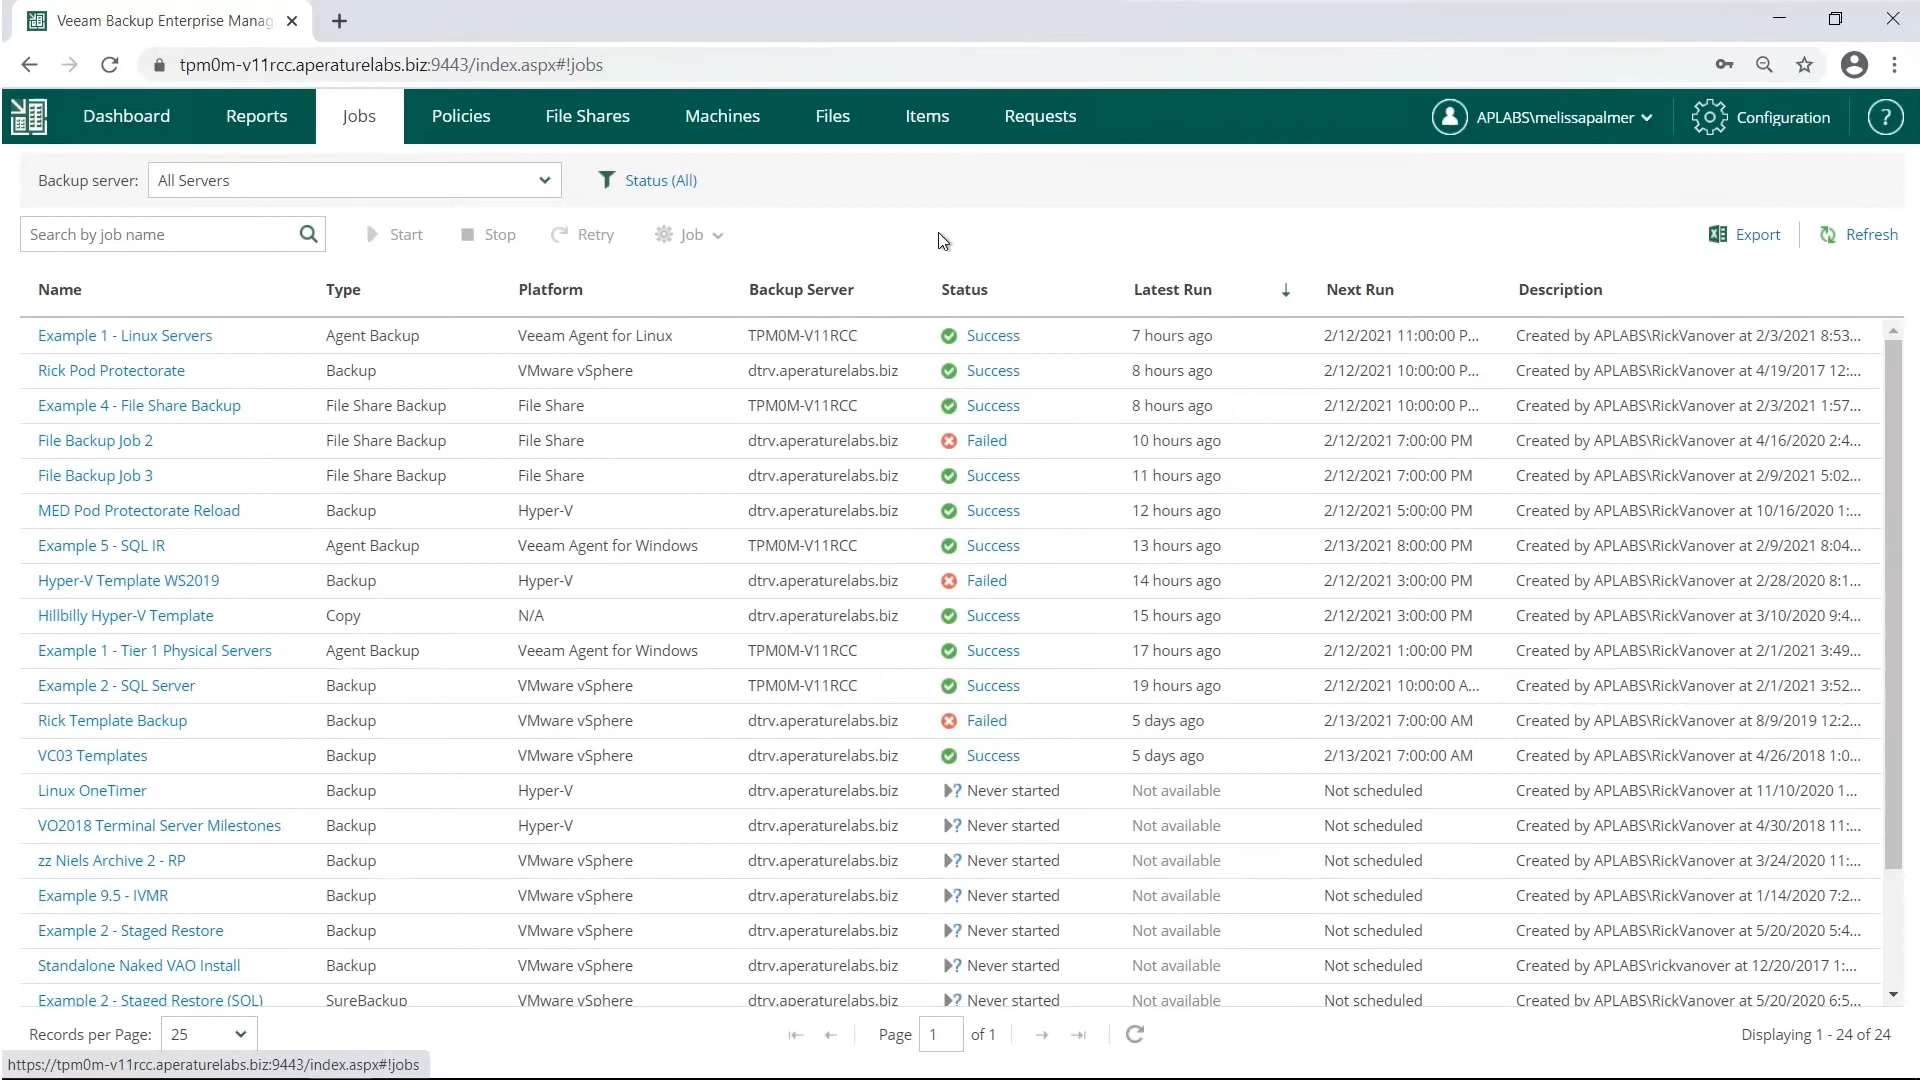 Veeam Backup Enterprise Manag
tpm0m-v11rcc.aperaturelabs.biz:9443/index.aspx#!jobs
Dashboard Reports Jobs Policies File Shares Machines Files Items Requests APLABS\melissapalmer Configuration ?
Backup server: All Servers Status (All)
Search by job name Start Stop Retry Job Export Refresh
Name Type Platform Backup Server Status Latest Run ↓ Next Run Description
Example 1 - Linux Servers Agent Backup Veeam Agent for Linux TPM0M-V11RCC Success 7 hours ago 2/12/2021 11:00:00 P... Created by APLABS\RickVanover at 2/3/2021 8:53...
Rick Pod Protectorate Backup VMware vSphere dtrv.aperaturelabs.biz Success 8 hours ago 2/12/2021 10:00:00 P... Created by APLABS\RickVanover at 4/19/2017 12:...
Example 4 - File Share Backup File Share Backup File Share TPM0M-V11RCC Success 8 hours ago 2/12/2021 10:00:00 P... Created by APLABS\RickVanover at 2/3/2021 1:57...
File Backup Job 2 File Share Backup File Share dtrv.aperaturelabs.biz Failed 10 hours ago 2/12/2021 7:00:00 PM Created by APLABS\RickVanover at 4/16/2020 2:4...
File Backup Job 3 File Share Backup File Share dtrv.aperaturelabs.biz Success 11 hours ago 2/12/2021 7:00:00 PM Created by APLABS\RickVanover at 2/9/2021 5:02...
MED Pod Protectorate Reload Backup Hyper-V dtrv.aperaturelabs.biz Success 12 hours ago 2/12/2021 5:00:00 PM Created by APLABS\RickVanover at 10/16/2020 1:...
Example 5 - SQL IR Agent Backup Veeam Agent for Windows TPM0M-V11RCC Success 13 hours ago 2/13/2021 8:00:00 PM Created by APLABS\RickVanover at 2/9/2021 8:04...
Hyper-V Template WS2019 Backup Hyper-V dtrv.aperaturelabs.biz Failed 14 hours ago 2/12/2021 3:00:00 PM Created by APLABS\RickVanover at 2/28/2020 8:1...
Hillbilly Hyper-V Template Copy N/A dtrv.aperaturelabs.biz Success 15 hours ago 2/12/2021 3:00:00 PM Created by APLABS\RickVanover at 3/10/2020 9:4...
Example 1 - Tier 1 Physical Servers Agent Backup Veeam Agent for Windows TPM0M-V11RCC Success 17 hours ago 2/12/2021 1:00:00 PM Created by APLABS\RickVanover at 2/1/2021 3:49...
Example 2 - SQL Server Backup VMware vSphere TPM0M-V11RCC Success 19 hours ago 2/12/2021 10:00:00 A... Created by APLABS\RickVanover at 2/1/2021 3:52...
Rick Template Backup Backup VMware vSphere dtrv.aperaturelabs.biz Failed 5 days ago 2/13/2021 7:00:00 AM Created by APLABS\RickVanover at 8/9/2019 12:2...
VC03 Templates Backup VMware vSphere dtrv.aperaturelabs.biz Success 5 days ago 2/13/2021 7:00:00 AM Created by APLABS\RickVanover at 4/26/2018 1:0...
Linux OneTimer Backup Hyper-V dtrv.aperaturelabs.biz Never started Not available Not scheduled Created by APLABS\RickVanover at 11/10/2020 1...
VO2018 Terminal Server Milestones Backup Hyper-V dtrv.aperaturelabs.biz Never started Not available Not scheduled Created by APLABS\RickVanover at 4/30/2018 11:...
zz Niels Archive 2 - RP Backup VMware vSphere dtrv.aperaturelabs.biz Never started Not available Not scheduled Created by APLABS\RickVanover at 3/24/2020 11:...
Example 9.5 - IVMR Backup VMware vSphere dtrv.aperaturelabs.biz Never started Not available Not scheduled Created by APLABS\RickVanover at 1/14/2020 7:2...
Example 2 - Staged Restore Backup VMware vSphere dtrv.aperaturelabs.biz Never started Not available Not scheduled Created by APLABS\RickVanover at 5/20/2020 5:4...
Standalone Naked VAO Install Backup VMware vSphere dtrv.aperaturelabs.biz Never started Not available Not scheduled Created by APLABS\rickvanover at 12/20/2017 1:...
Example 2 - Staged Restore (SQL) SureBackup VMware vSphere dtrv.aperaturelabs.biz Never started Not available Not scheduled Created by APLABS\RickVanover at 5/20/2020 6:5...
Records per Page: 25 Page 1 of 1 Displaying 1 - 24 of 24
https://tpm0m-v11rcc.aperaturelabs.biz:9443/index.aspx#!jobs